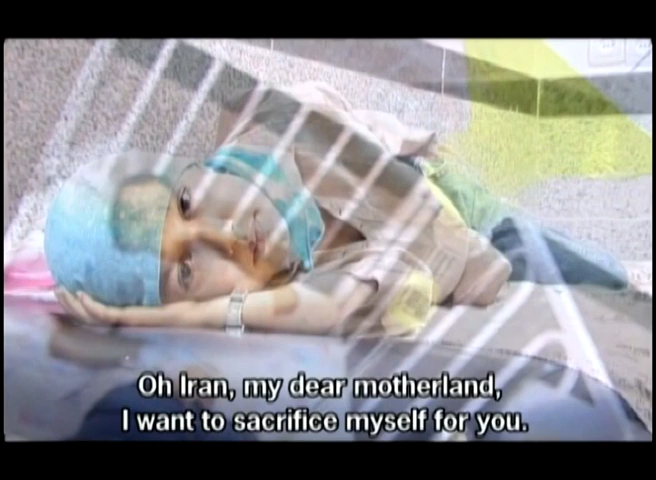 Oh Iran, my dear motherland,
I want to sacrifice myself for you.